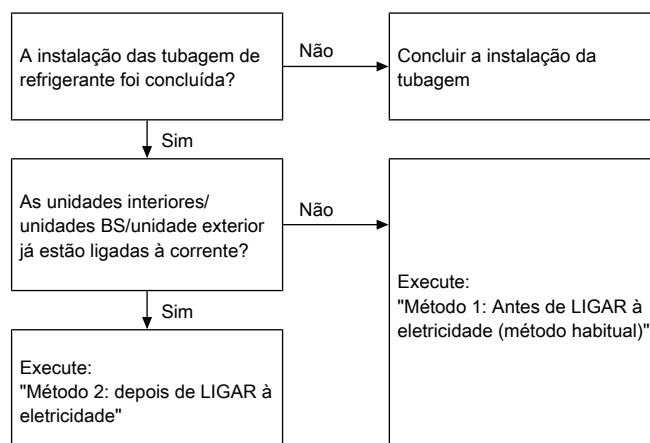 A instalação das tubagem de
refrigerante foi concluída?
Não
Concluir a instalação da
tubagem
Sim
As unidades interiores/
unidades BS/unidade exterior
já estão ligadas à corrente?
Não
Execute:
"Método 1: Antes de LIGAR à
eletricidade (método habitual)"
Sim
Execute:
"Método 2: depois de LIGAR à
eletricidade"